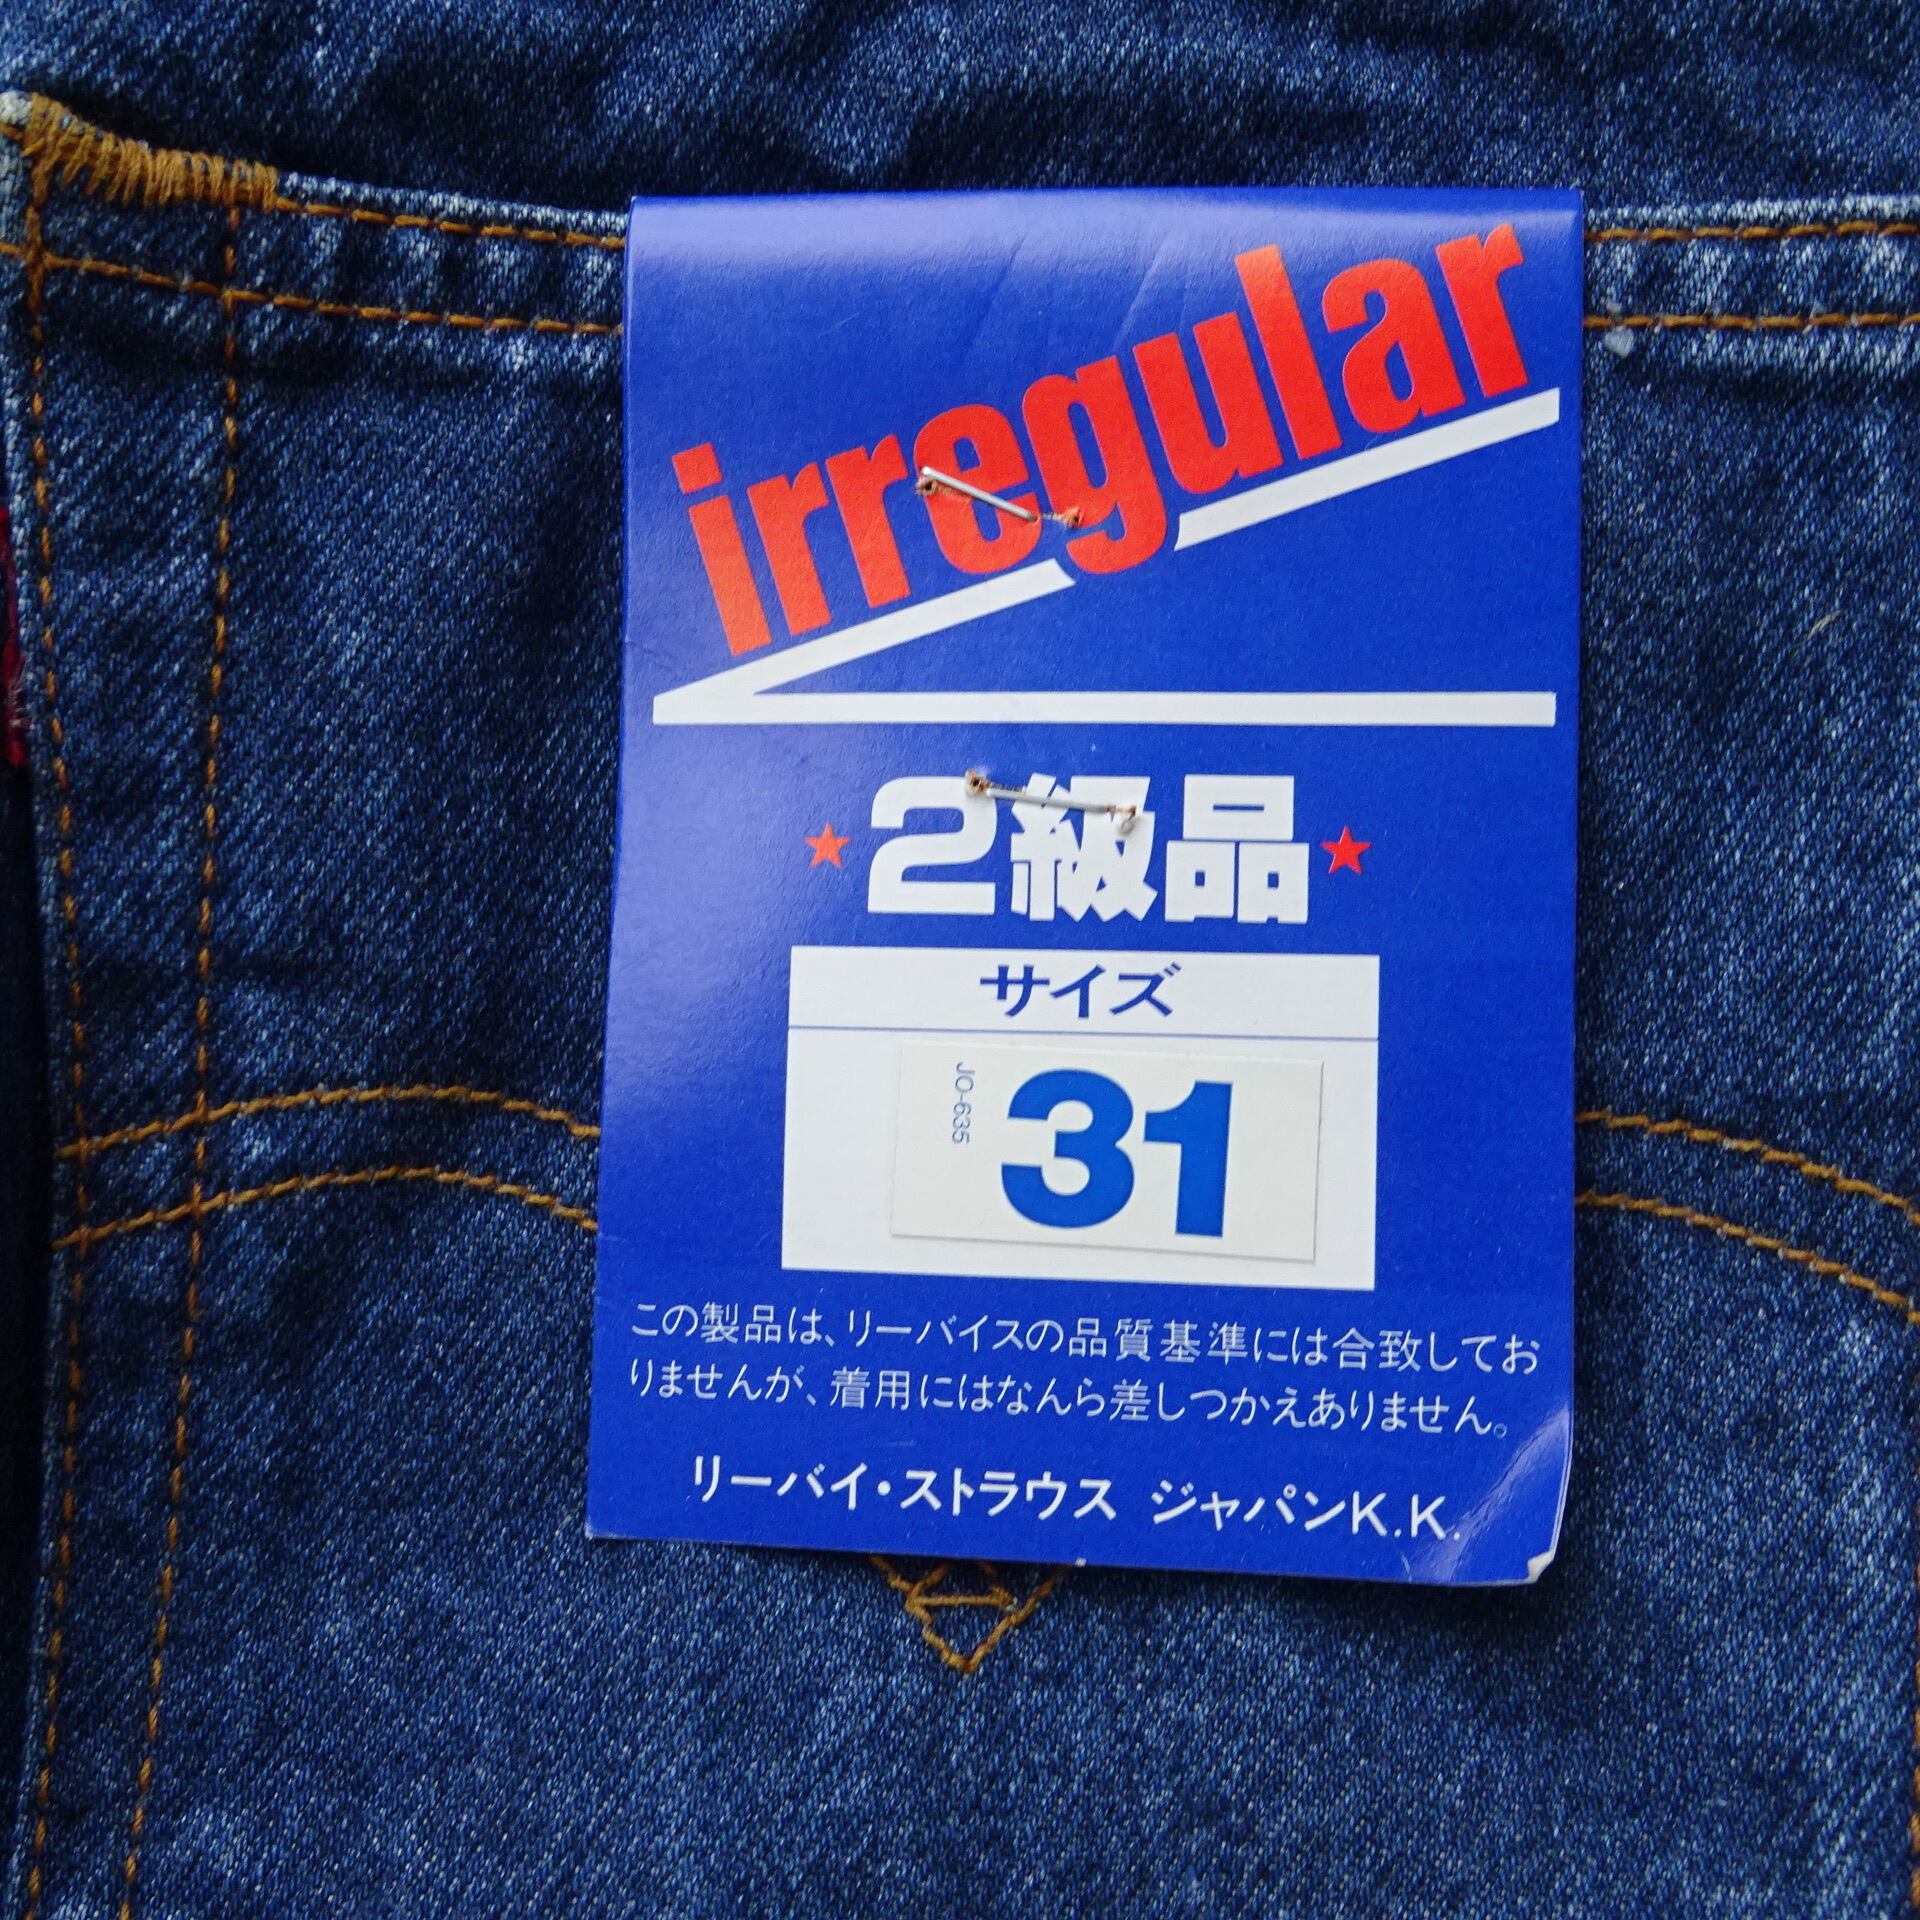 irregular
★2級品★
サイズ
JO-635
31
この製品は、リーバイスの品質基準には合致してお
りませんが、着用にはなんら差しつかえありません。
リーバイ・ストラウス ジャパンK.K.